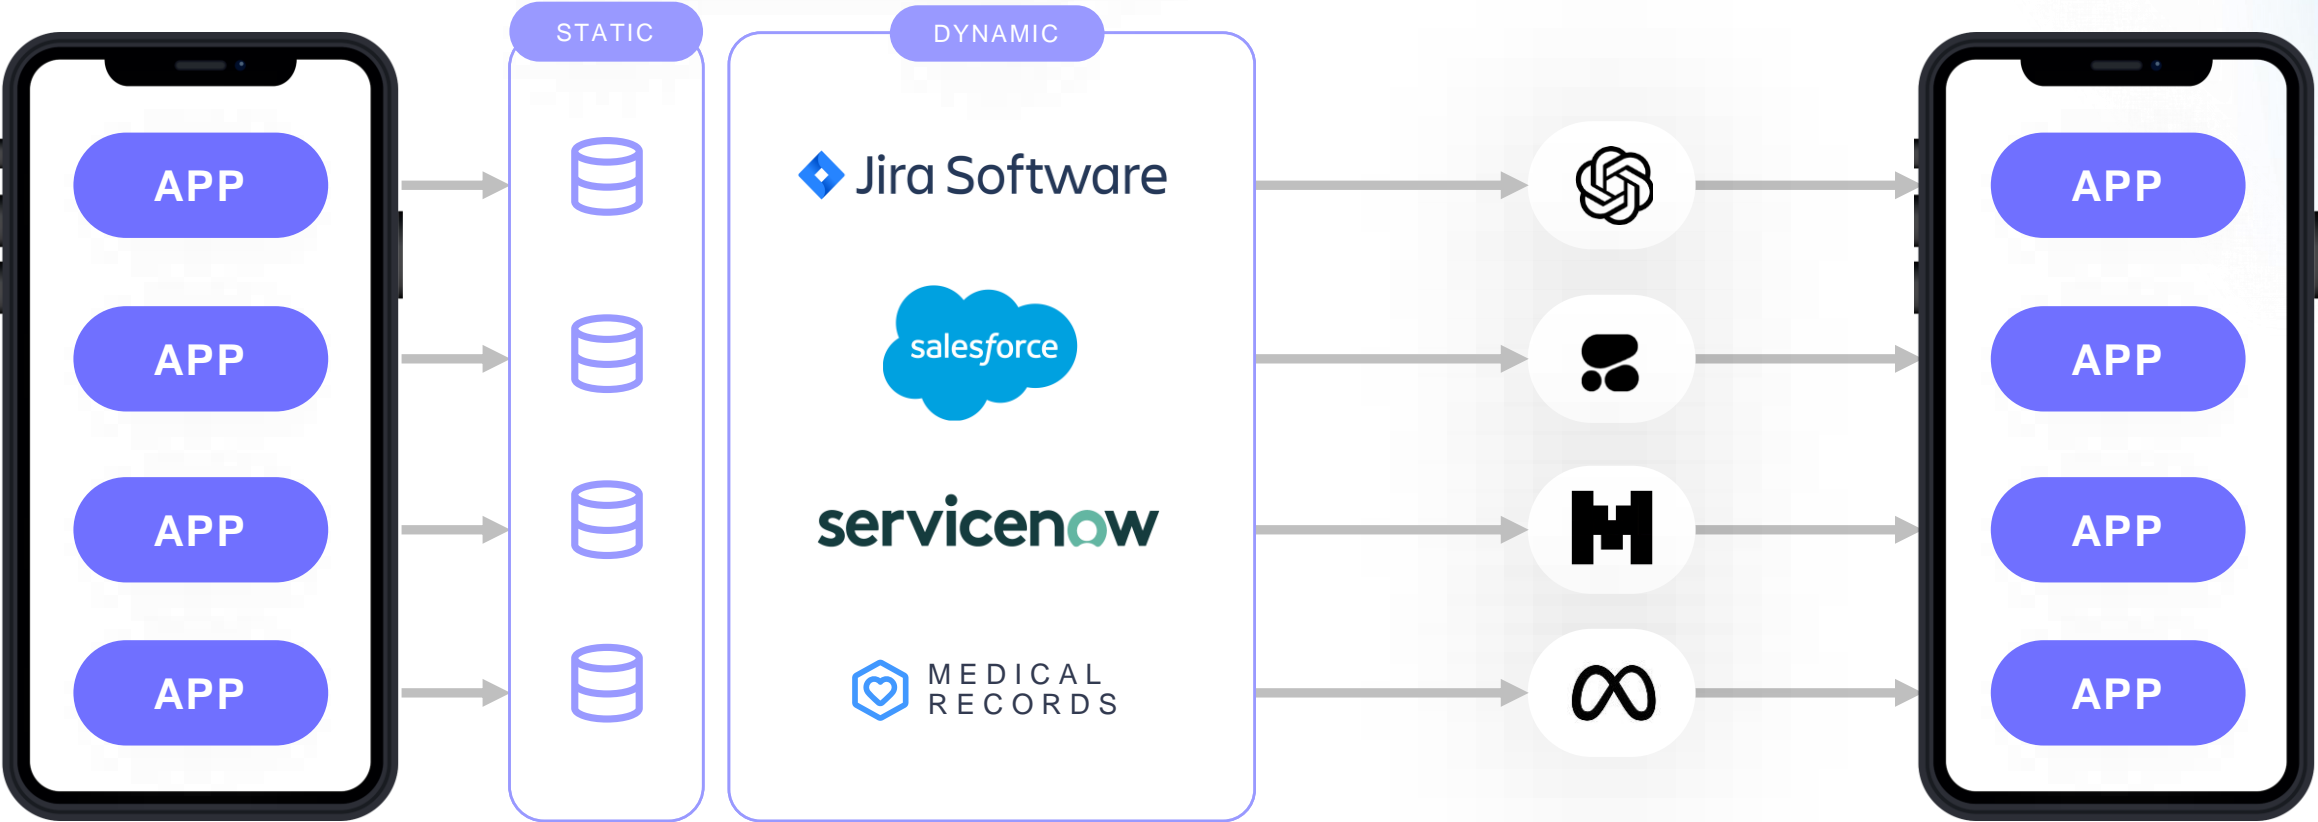 STATIC
DYNAMIC
APP
Jira Software
APP
APP
salesforce
APP
APP
servicenow
APP
APP
MEDICAL
RECORDS
APP